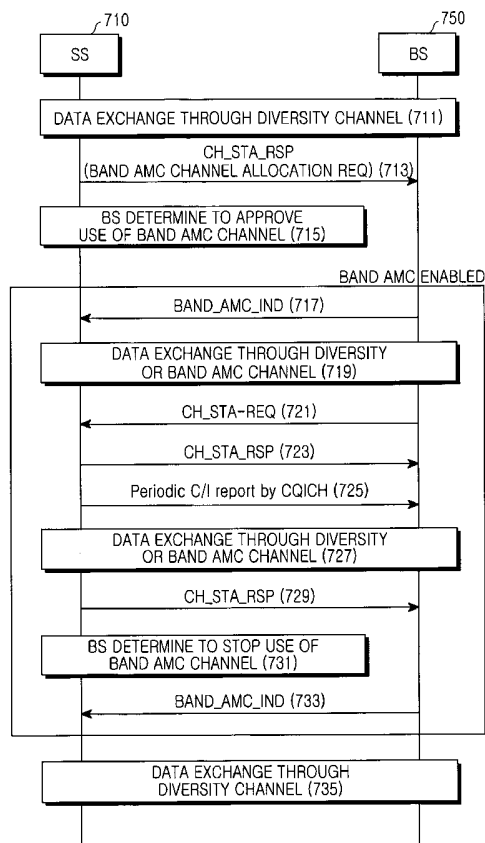 710
750
SS
BS
DATA EXCHANGE THROUGH DIVERSITY CHANNEL (711)
CH_STA_RSP
(BAND AMC CHANNEL ALLOCATION REQ) (713)
BS DETERMINE TO APPROVE
USE OF BAND AMC CHANNEL (715)
BAND AMC ENABLED
BAND_AMC_IND (717)
DATA EXCHANGE THROUGH DIVERSITY
OR BAND AMC CHANNEL (719)
CH_STA-REQ (721)
CH_STA_RSP (723)
Periodic C/I report by CQICH (725)
DATA EXCHANGE THROUGH DIVERSITY
OR BAND AMC CHANNEL (727)
CH_STA_RSP (729)
BS DETERMINE TO STOP USE OF
BAND AMC CHANNEL (731)
BAND_AMC_IND (733)
DATA EXCHANGE THROUGH
DIVERSITY CHANNEL (735)